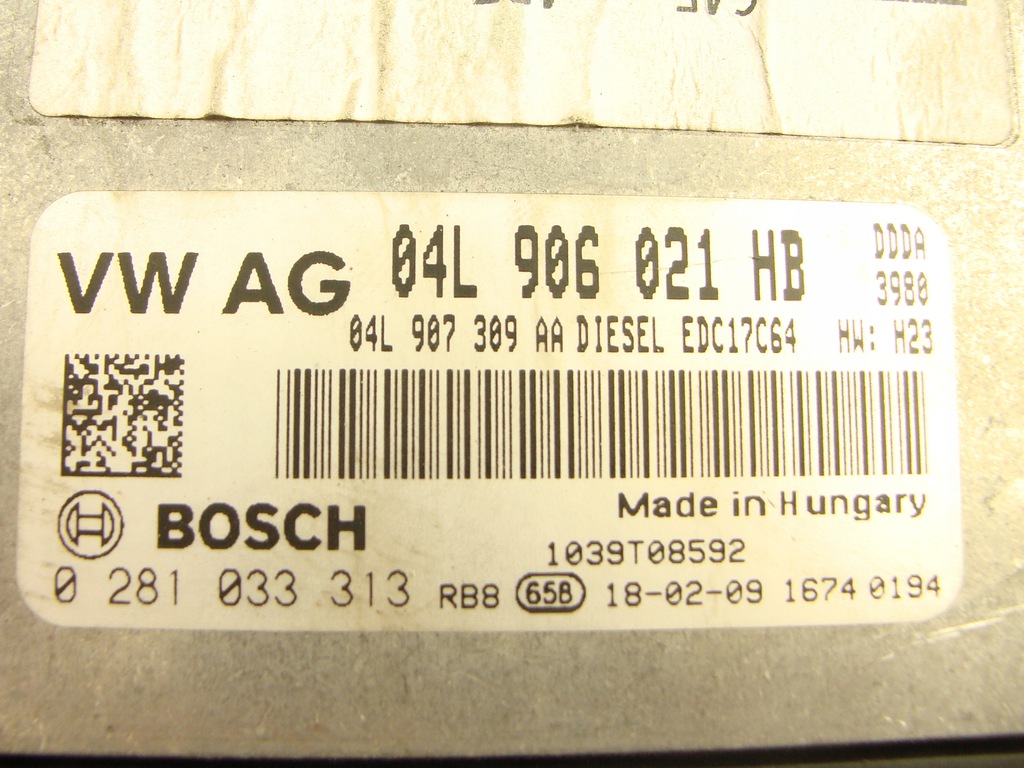 VW AG 04L 906 021 HB DDDA
3980
04L 907 309 AA DIESEL EDC17C64 HW: H23
Made in Hungary
BOSCH
1039T08592
0 281 033 313 RB8 658 18-02-09 1674 0194